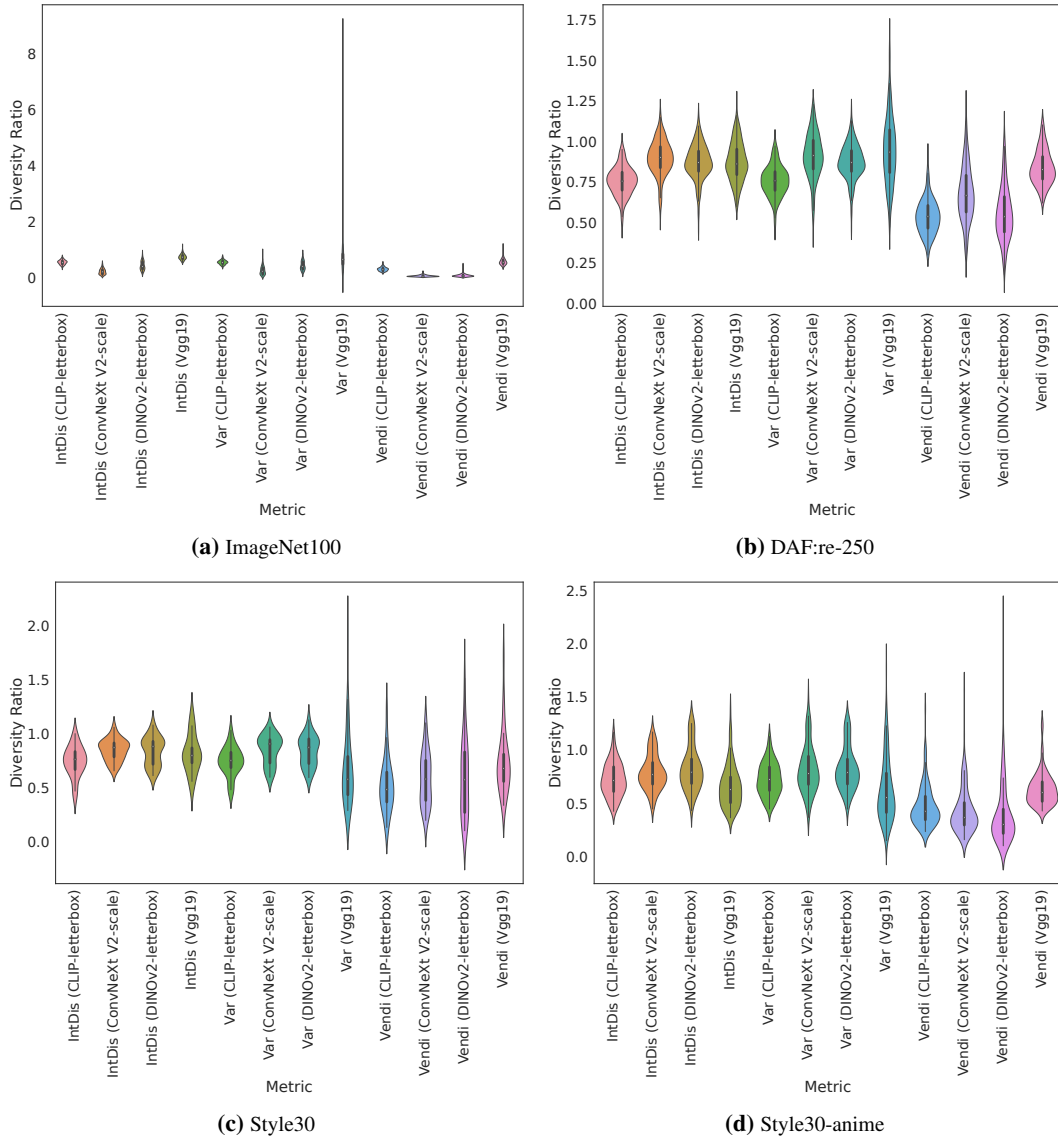 8
6
4
2
0
Diversity Ratio
IntDis (CLIP-letterbox)
IntDis (ConvNeXt V2-scale)
IntDis (DINOv2-letterbox)
IntDis (Vgg19)
Var (CLIP-letterbox)
Var (ConvNeXt V2-scale)
Var (DINOv2-letterbox)
Var (Vgg19)
Vendi (CLIP-letterbox)
Vendi (ConvNeXt V2-scale)
Vendi (DINOv2-letterbox)
Vendi (Vgg19)
Metric
(a) ImageNet100
1.75
1.50
1.25
1.00
0.75
0.50
0.25
0.00
Diversity Ratio
IntDis (CLIP-letterbox)
IntDis (ConvNeXt V2-scale)
IntDis (DINOv2-letterbox)
IntDis (Vgg19)
Var (CLIP-letterbox)
Var (ConvNeXt V2-scale)
Var (DINOv2-letterbox)
Var (Vgg19)
Vendi (CLIP-letterbox)
Vendi (ConvNeXt V2-scale)
Vendi (DINOv2-letterbox)
Vendi (Vgg19)
Metric
(b) DAF:re-250
2.0
1.5
1.0
0.5
0.0
Diversity Ratio
IntDis (CLIP-letterbox)
IntDis (ConvNeXt V2-scale)
IntDis (DINOv2-letterbox)
IntDis (Vgg19)
Var (CLIP-letterbox)
Var (ConvNeXt V2-scale)
Var (DINOv2-letterbox)
Var (Vgg19)
Vendi (CLIP-letterbox)
Vendi (ConvNeXt V2-scale)
Vendi (DINOv2-letterbox)
Vendi (Vgg19)
Metric
(c) Style30
2.5
2.0
1.5
1.0
0.5
0.0
Diversity Ratio
IntDis (CLIP-letterbox)
IntDis (ConvNeXt V2-scale)
IntDis (DINOv2-letterbox)
IntDis (Vgg19)
Var (CLIP-letterbox)
Var (ConvNeXt V2-scale)
Var (DINOv2-letterbox)
Var (Vgg19)
Vendi (CLIP-letterbox)
Vendi (ConvNeXt V2-scale)
Vendi (DINOv2-letterbox)
Vendi (Vgg19)
Metric
(d) Style30-anime